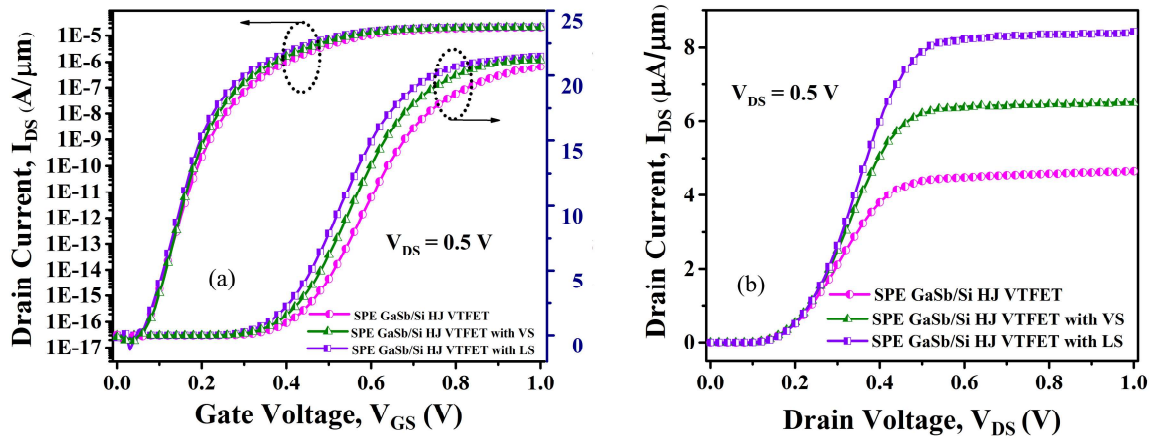 1E-5
1E-6
1E-7
1E-8
1E-9
1E-10
1E-11
1E-12
1E-13
1E-14
1E-15
1E-16
1E-17
Drain Current, I_DS (A/μm)
0.0 0.2 0.4 0.6 0.8 1.0
Gate Voltage, V_GS (V)
25
20
15
10
5
0
V_DS = 0.5 V
(a)
SPE GaSb/Si HJ VTFET
SPE GaSb/Si HJ VTFET with VS
SPE GaSb/Si HJ VTFET with LS
8
6
4
2
0
Drain Current, I_DS (μA/μm)
V_DS = 0.5 V
(b)
SPE GaSb/Si HJ VTFET
SPE GaSb/Si HJ VTFET with VS
SPE GaSb/Si HJ VTFET with LS
0.0 0.2 0.4 0.6 0.8 1.0
Drain Voltage, V_DS (V)